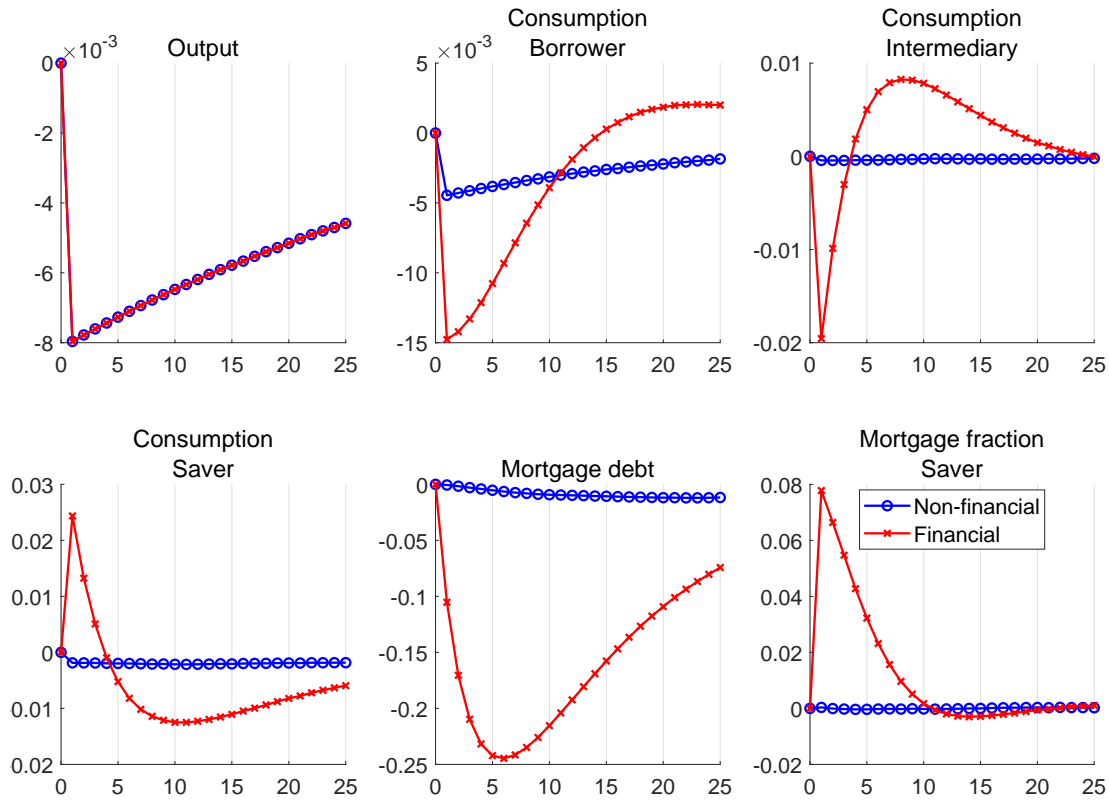 ×10⁻³
Output
0
-2
-4
-6
-8
0 5 10 15 20 25
Consumption
×10⁻³ Borrower
5
0
-5
-10
-15
0 5 10 15 20 25
Consumption
Intermediary
0.01
0
-0.01
-0.02
0 5 10 15 20 25
Consumption
Saver
0.03
0.02
0.01
0
0.01
0.02
0 5 10 15 20 25
Mortgage debt
0
-0.05
-0.1
-0.15
-0.2
-0.25
0 5 10 15 20 25
Mortgage fraction
Saver
0.08
0.06
0.04
0.02
0
-0.02
0 5 10 15 20 25
Non-financial
Financial